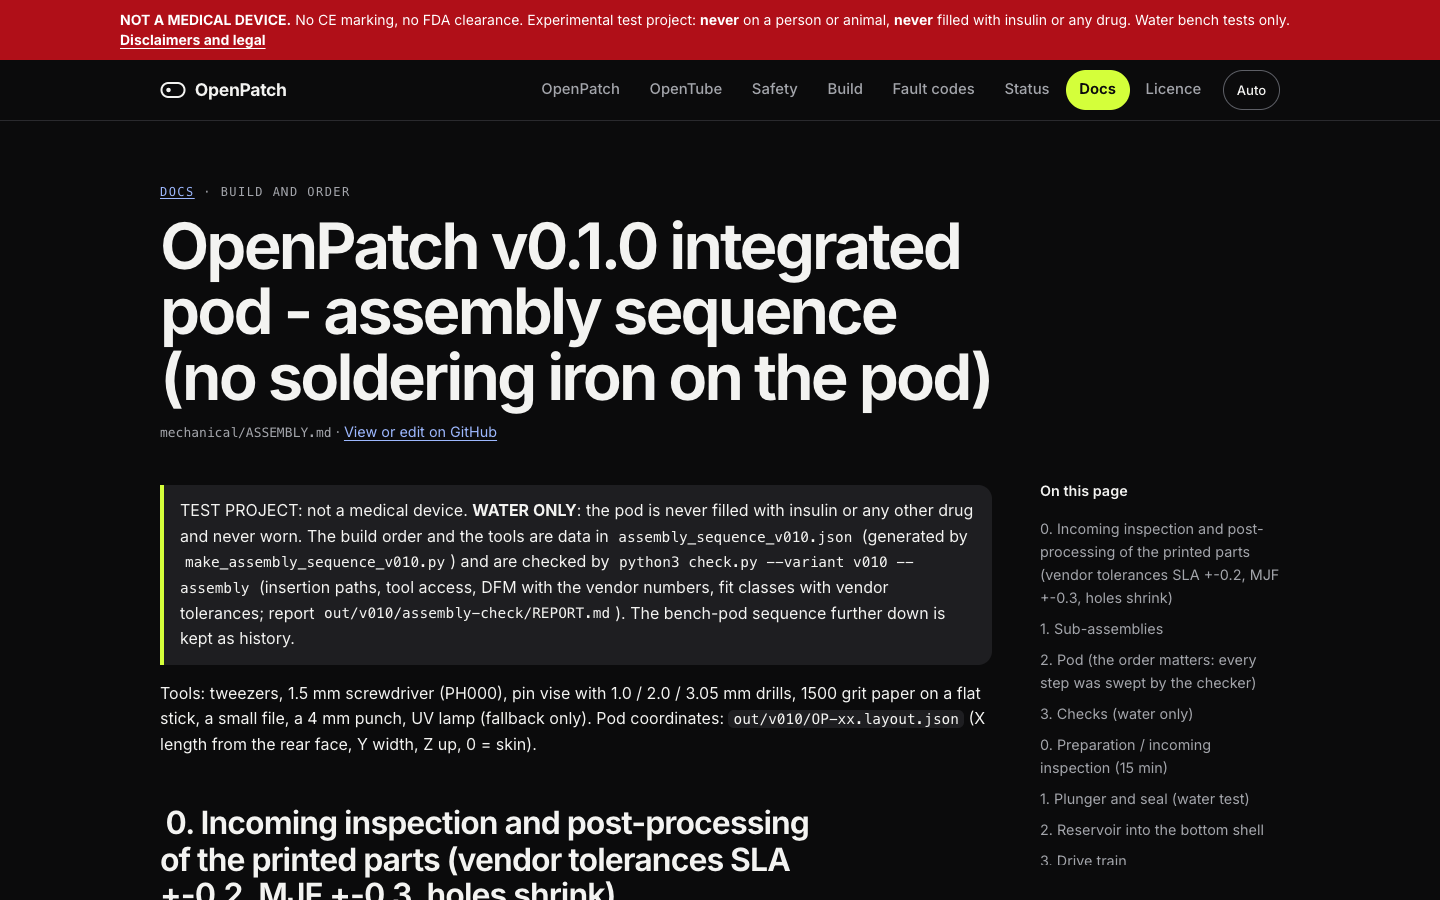 NOT A MEDICAL DEVICE. No CE marking, no FDA clearance. Experimental test project: never on a person or animal, never filled with insulin or any drug. Water bench tests only.
Disclaimers and legal
OpenPatch
OpenPatch
OpenTube
Safety
Build
Fault codes
Status
Docs
Licence
Auto
DOCS · BUILD AND ORDER
OpenPatch v0.1.0 integrated
pod - assembly sequence
(no soldering iron on the pod)
mechanical/ASSEMBLY.md · View or edit on GitHub
TEST PROJECT: not a medical device. WATER ONLY: the pod is never filled with insulin or any other drug
and never worn. The build order and the tools are data in assembly_sequence_v010.json (generated by
make_assembly_sequence_v010.py ) and are checked by python3 check.py --variant v010 --
assembly (insertion paths, tool access, DFM with the vendor numbers, fit classes with vendor
tolerances; report out/v010/assembly-check/REPORT.md ). The bench-pod sequence further down is
kept as history.
Tools: tweezers, 1.5 mm screwdriver (PH000), pin vise with 1.0 / 2.0 / 3.05 mm drills, 1500 grit paper on a flat
stick, a small file, a 4 mm punch, UV lamp (fallback only). Pod coordinates: out/v010/OP-xx.layout.json (X
length from the rear face, Y width, Z up, 0 = skin).
0. Incoming inspection and post-processing
of the printed parts (vendor tolerances SLA
+-0.2, MJF +-0.3, holes shrink)
On this page
0. Incoming inspection and post-
processing of the printed parts
(vendor tolerances SLA +-0.2, MJF
+-0.3, holes shrink)
1. Sub-assemblies
2. Pod (the order matters: every
step was swept by the checker)
3. Checks (water only)
0. Preparation / incoming
inspection (15 min)
1. Plunger and seal (water test)
2. Reservoir into the bottom shell
3. Drive train